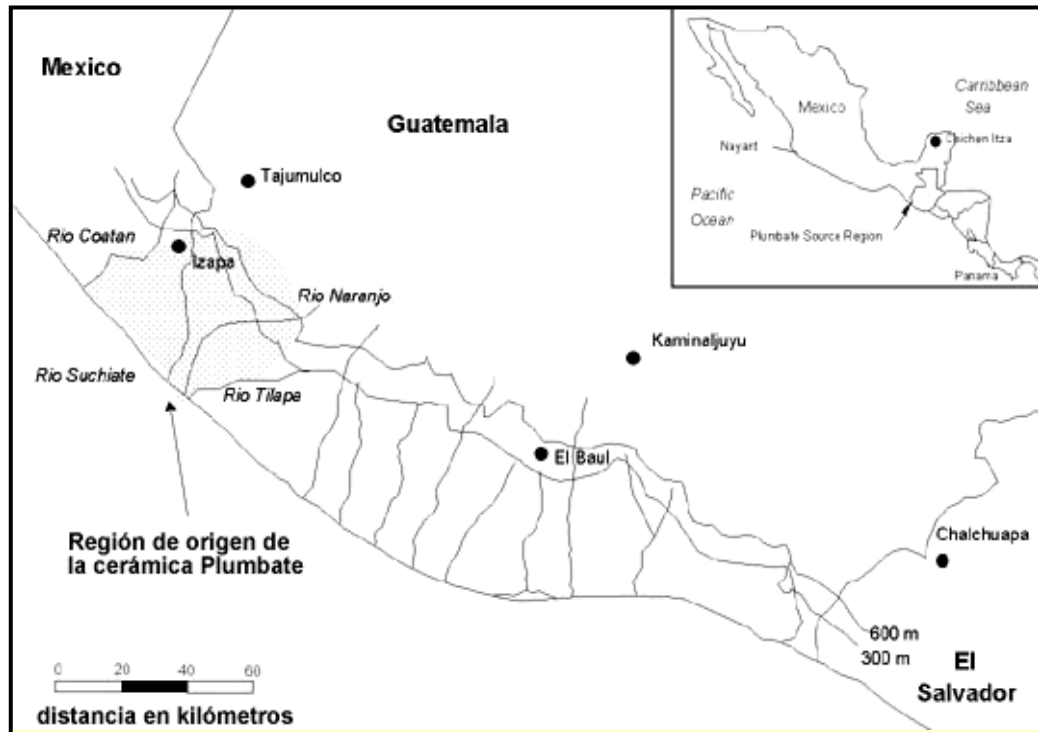 Mexico
Guatemala
Tajumulco
Rio Coatan
Izapa
Rio Naranjo
Rio Suchiate
Rio Tilapa
Kaminaljuyu
El Baul
Chalchuapa
Región de origen de
la cerámica Plumbate
600 m
300 m
El
Salvador
0 20 40 60
distancia en kilómetros
Carribbean
Sea
Mexico
Chichen Itza
Nayart
Pacific
Ocean
Plumbate Source Region
Panama